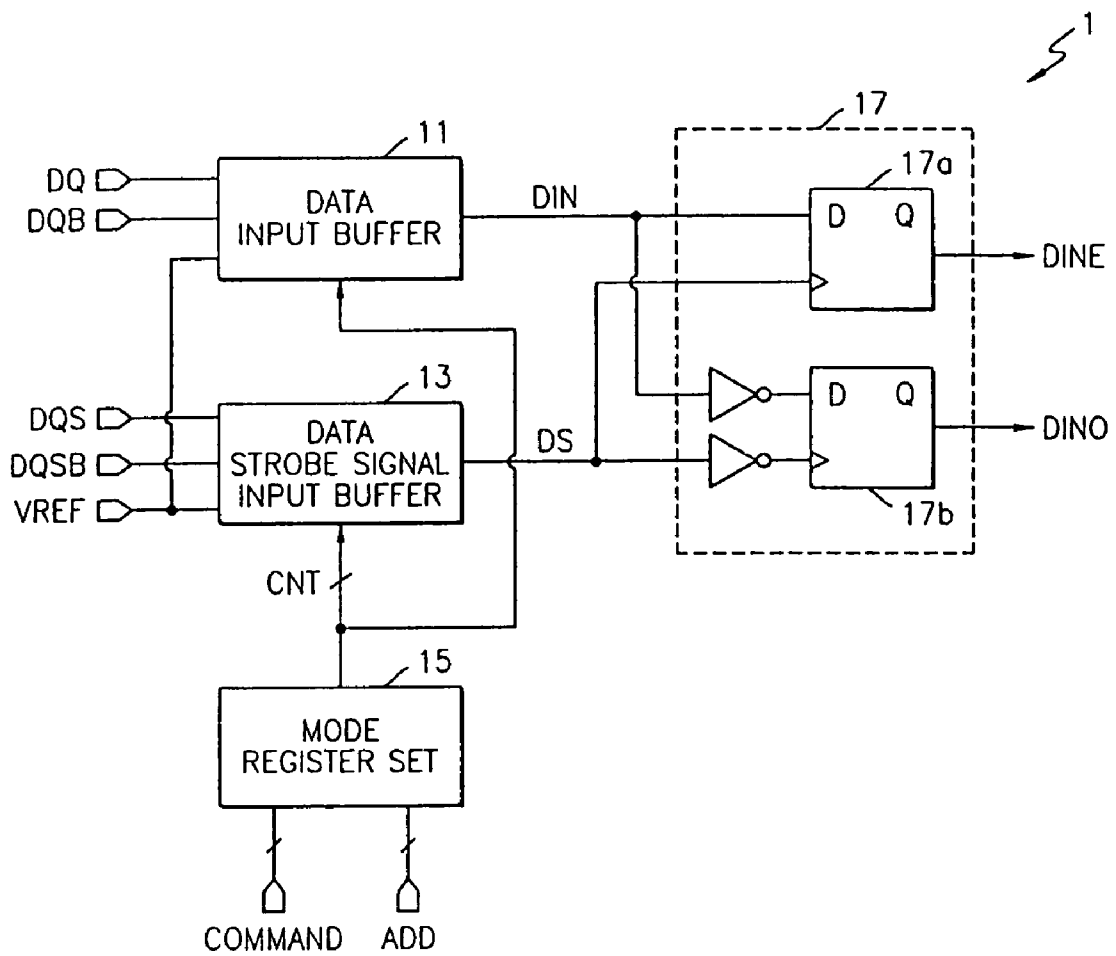 1
17
11
17a
DQ
DQB
DATA
INPUT BUFFER
DIN
D Q
DINE
13
DQS
DQSB
VREF
DATA
STROBE SIGNAL
INPUT BUFFER
DS
D Q
DINO
17b
CNT
15
MODE
REGISTER SET
COMMAND ADD